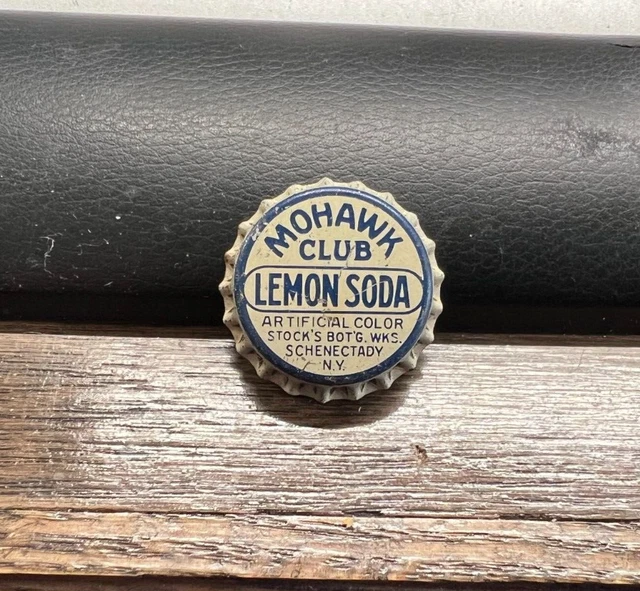 MOHAWK
CLUB
LEMON SODA
ARTIFICIAL COLOR
STOCK'S BOT'G. WKS.
SCHENECTADY
N.Y.